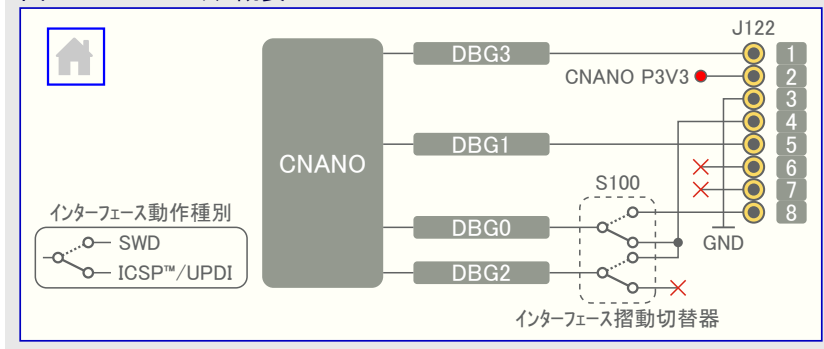 J122
DBG3
1
CNANO P3V3
2
3
4
DBG1
5
CNANO
6
S100
7
インターフェース動作種別
DBG0
8
SWD
GND
ICSP™/UPDI
DBG2
インターフェース摺動切替器